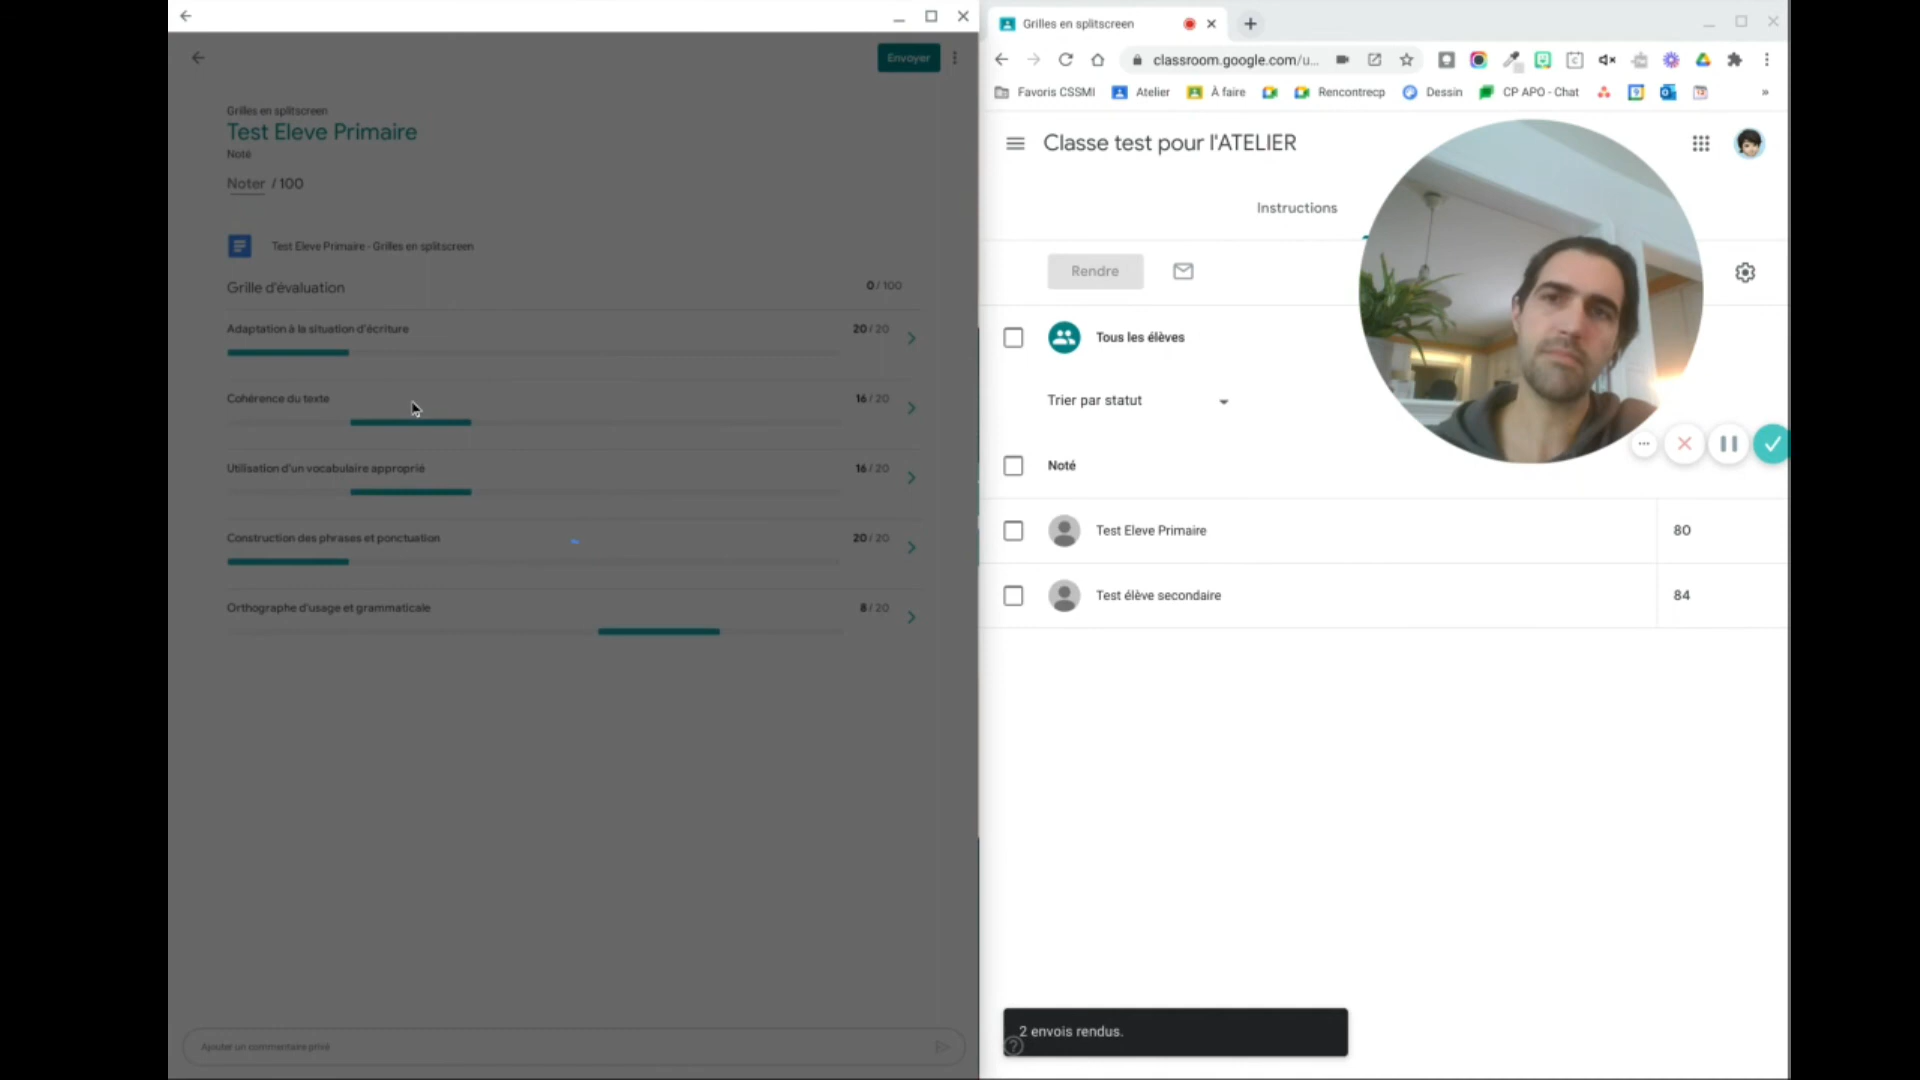 Envoyer
Grilles en splitscreen
Test Eleve Primaire
Noté
Noter / 100
Test Eleve Primaire - Grilles en splitscreen
Grille d'évaluation
0 / 100
Adaptation à la situation d'écriture
20 / 20
Cohérence du texte
16 / 20
Utilisation d'un vocabulaire approprié
16 / 20
Construction des phrases et ponctuation
20 / 20
Orthographe d'usage et grammaticale
8 / 20
Ajouter un commentaire privé
Grilles en splitscreen
classroom.google.com/u...
Favoris CSSMI
Atelier
À faire
Rencontrecp
Dessin
CP APO - Chat
»
Classe test pour l'ATELIER
Instructions
Rendre
Tous les élèves
Trier par statut
Noté
Test Eleve Primaire
80
Test élève secondaire
84
2 envois rendus.